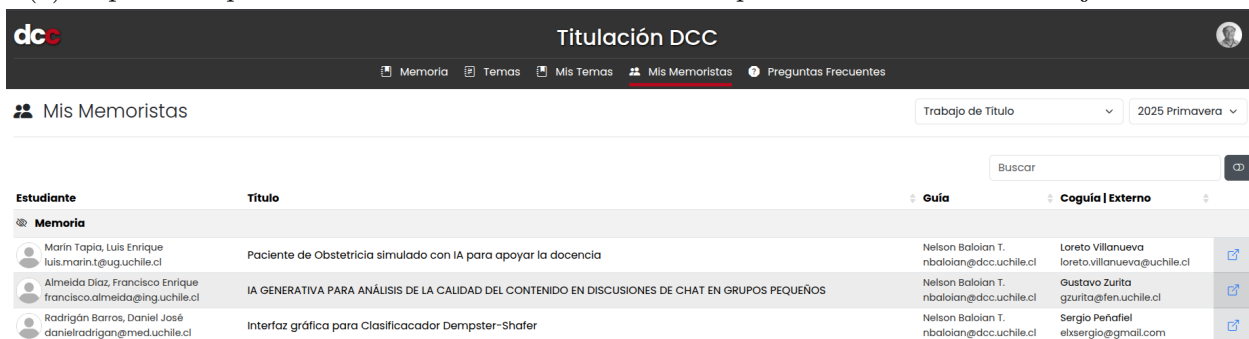 dcc
Titulación DCC
Memoria Temas Mis Temas Mis Memoristas Preguntas Frecuentes
Mis Memoristas Trabajo de Título 2025 Primavera
Buscar
Estudiante Título Guía Coguía | Externo
Memoria
Marín Tapia, Luis Enrique Nelson Baloian T. Loreto Villanueva
Paciente de Obstetricia simulado con IA para apoyar la docencia
luis.marin.t@ug.uchile.cl nbaloian@dcc.uchile.cl loreto.villanueva@uchile.cl
Almeida Díaz, Francisco Enrique Nelson Baloian T. Gustavo Zurita
IA GENERATIVA PARA ANÁLISIS DE LA CALIDAD DEL CONTENIDO EN DISCUSIONES DE CHAT EN GRUPOS PEQUEÑOS
francisco.almeida@ing.uchile.cl nbaloian@dcc.uchile.cl gzurita@fen.uchile.cl
Radrigán Barros, Daniel José Nelson Baloian T. Sergio Peñafiel
Interfaz gráfica para Clasificacador Dempster-Shafer
danielradrigan@med.uchile.cl nbaloian@dcc.uchile.cl elxsergio@gmail.com